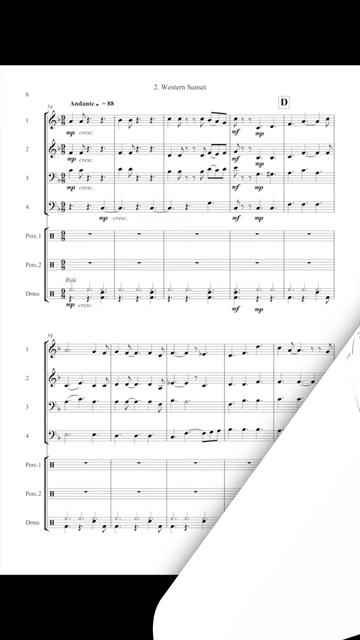 2. Western Sunset
8
54
Andante ♩. = 88
D
1
mp cresc.
mf mp
2
mp cresc.
mf mp
3
mp cresc.
mf mp
4
mp cresc.
mf mp
Perc.1
Perc.2
Ride
Drms
mp cresc.
mf mp
59
1
2
3
4
Perc.1
Perc.2
Drms